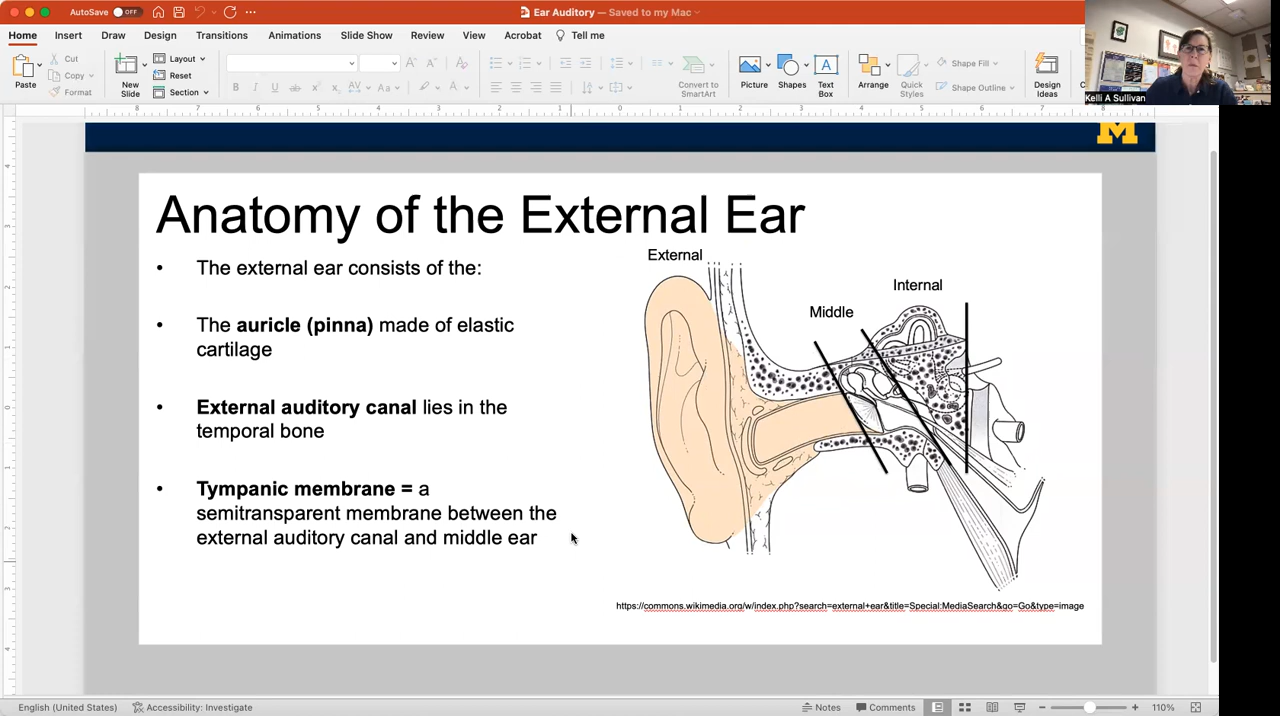 AutoSave OFF
Ear Auditory — Saved to my Mac
Home Insert Draw Design Transitions Animations Slide Show Review View Acrobat Tell me
Paste
Cut
Copy
Format
New
Slide
Layout
Reset
Section
Convert to
SmartArt
Picture
Shapes
Text
Box
Arrange
Quick
Styles
Shape Fill
Shape Outline
Design
Ideas
Kelli A Sullivan
M
Anatomy of the External Ear
• The external ear consists of the:
• The auricle (pinna) made of elastic
cartilage
• External auditory canal lies in the
temporal bone
• Tympanic membrane = a
semitransparent membrane between the
external auditory canal and middle ear
External
Middle
Internal
https://commons.wikimedia.org/w/index.php?search=external+ear&title=Special:MediaSearch&go=Go&type=image
English (United States) Accessibility: Investigate
Notes Comments 110%